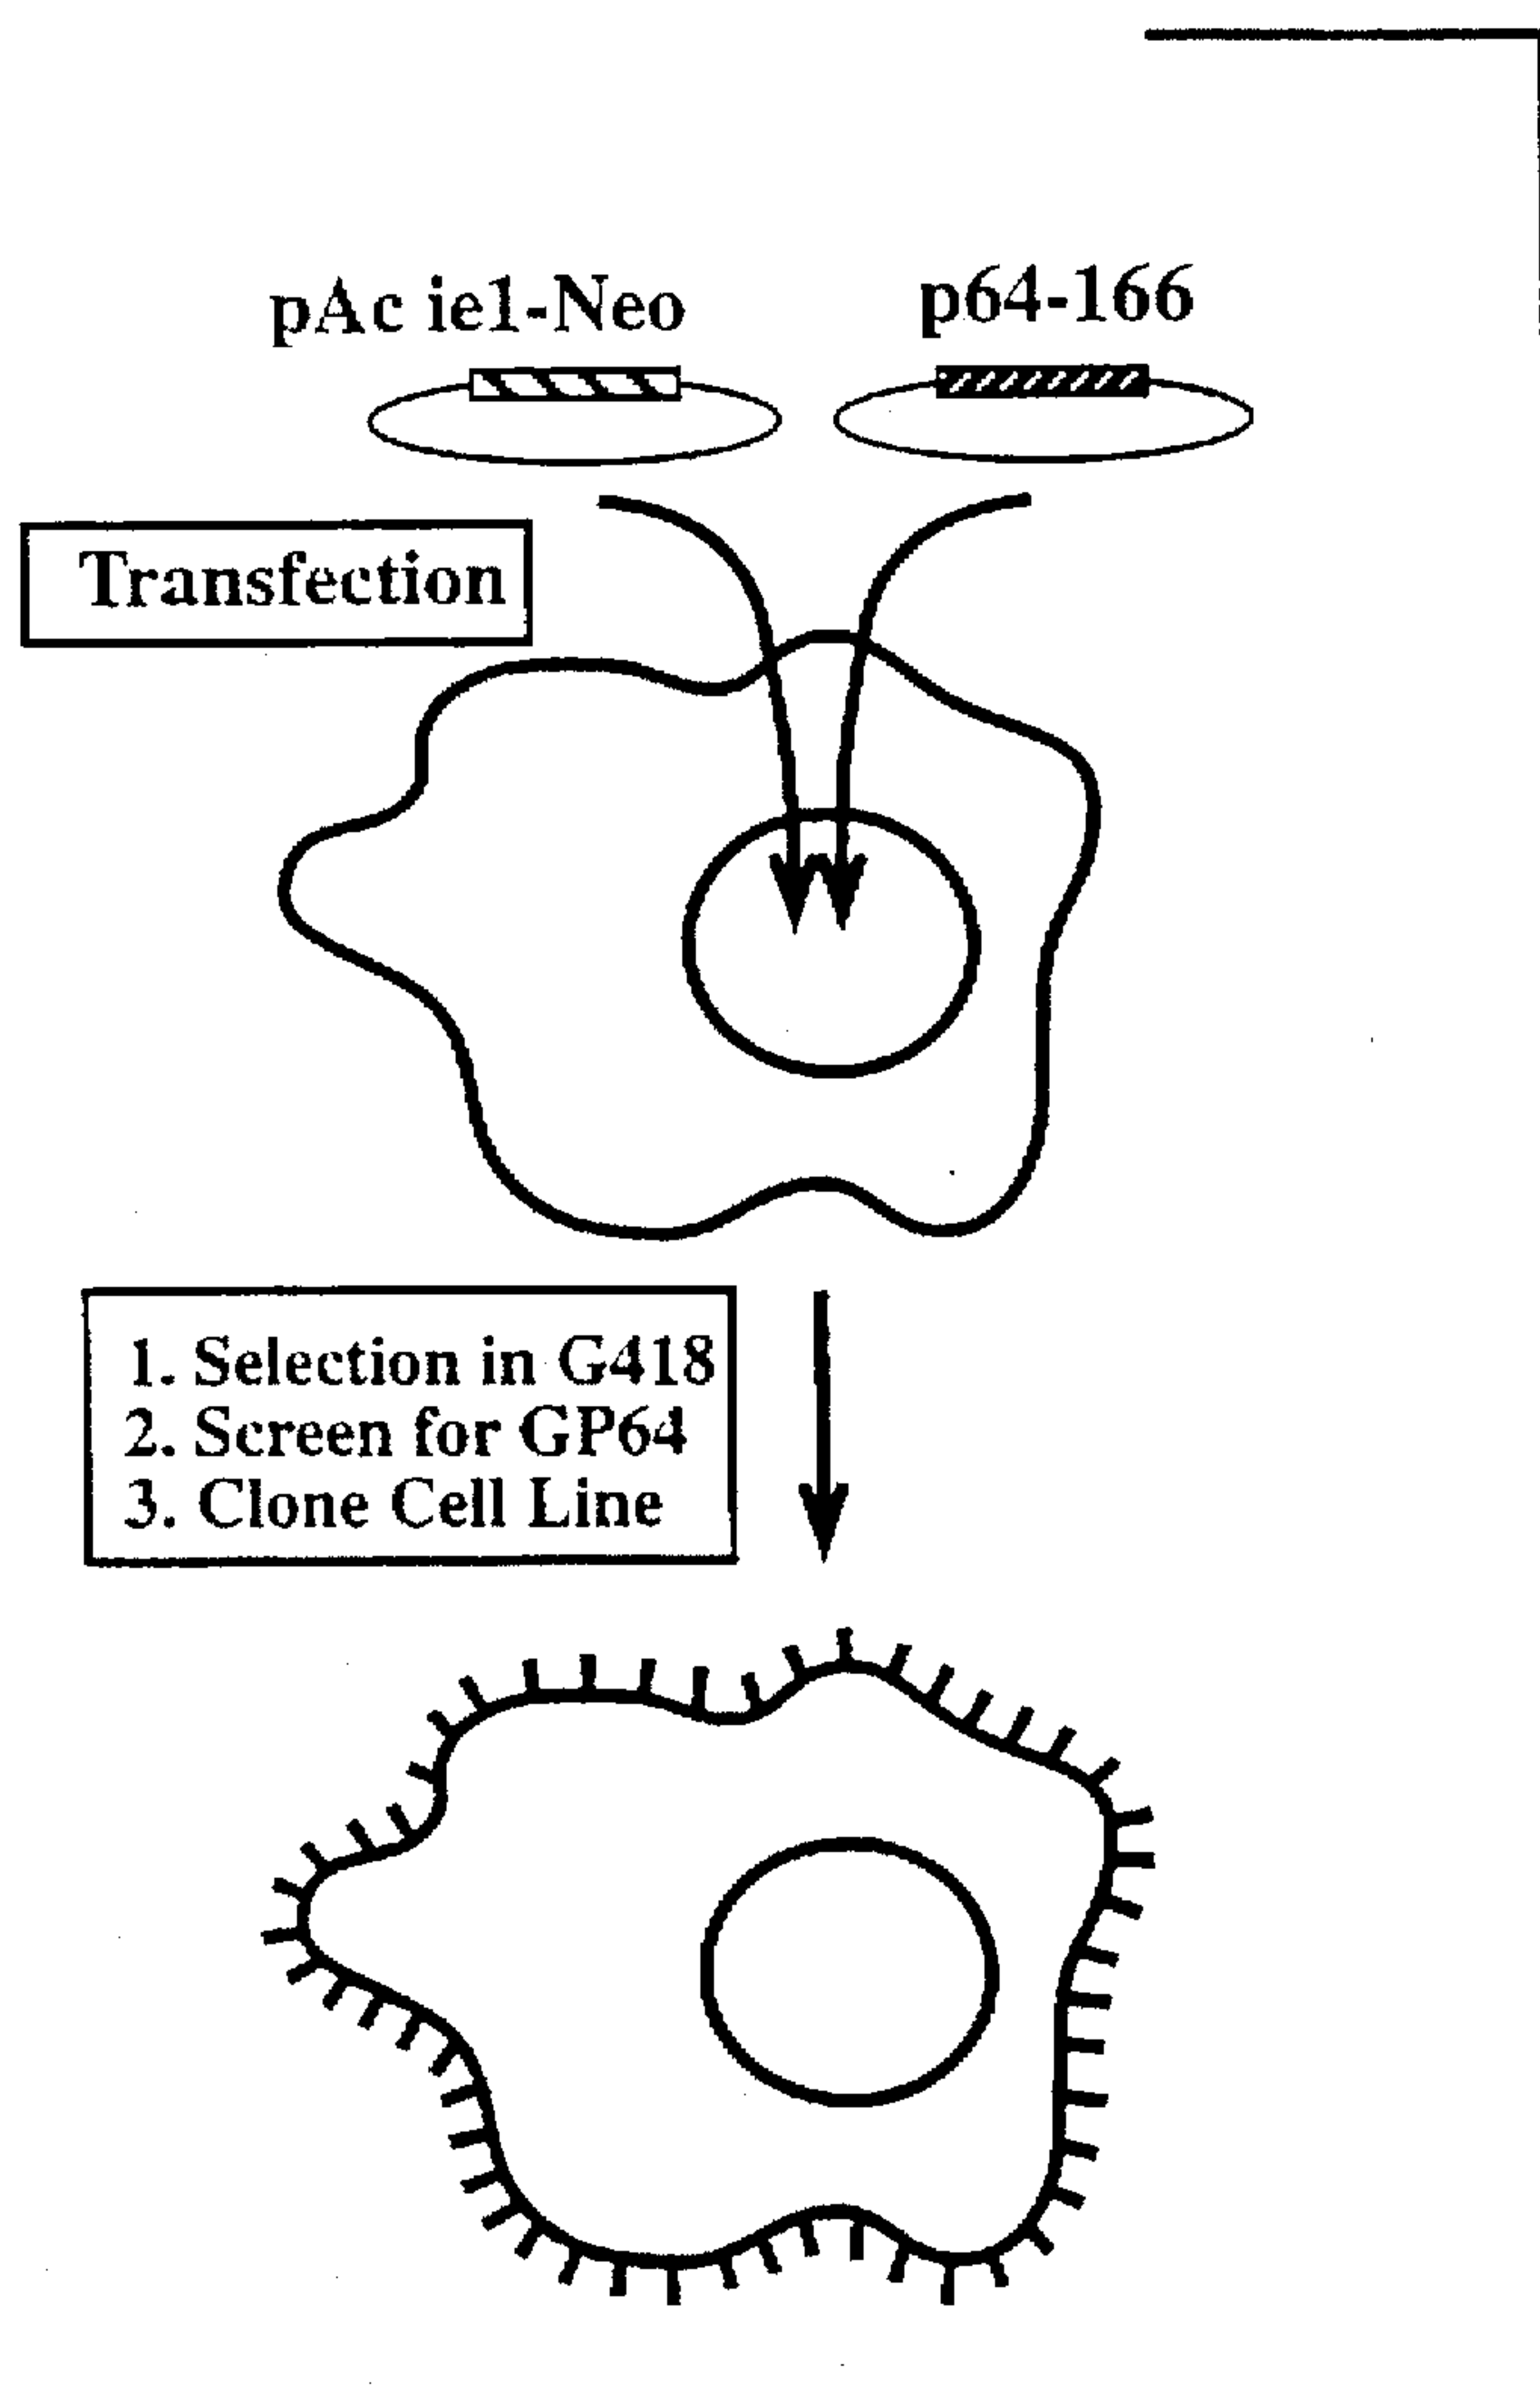 pAc ie1-Neo
p64-166
Transfection
1. Selection in G418
2. Screen for GP64
3. Clone Cell Line